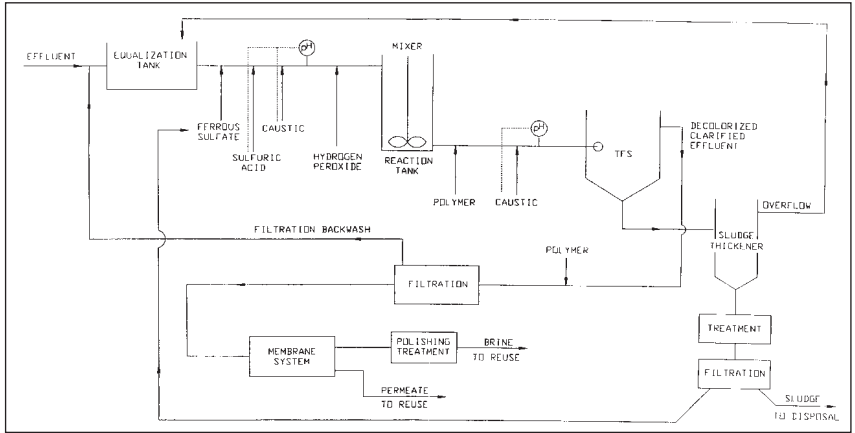 EFFLUENT
EQUALIZATION
TANK
FERROUS
SULFATE
SULFURIC
ACID
CAUSTIC
pH
HYDROGEN
PEROXIDE
MIXER
REACTION
TANK
POLYMER
CAUSTIC
pH
TFS
DECOLORIZED
CLARIFIED
EFFLUENT
OVERFLOW
SLUDGE
THICKENER
FILTRATION BACKWASH
POLYMER
FILTRATION
TREATMENT
MEMBRANE
SYSTEM
POLISHING
TREATMENT
BRINE
TO REUSE
PERMEATE
TO REUSE
FILTRATION
SLUDGE
TO DISPOSAL